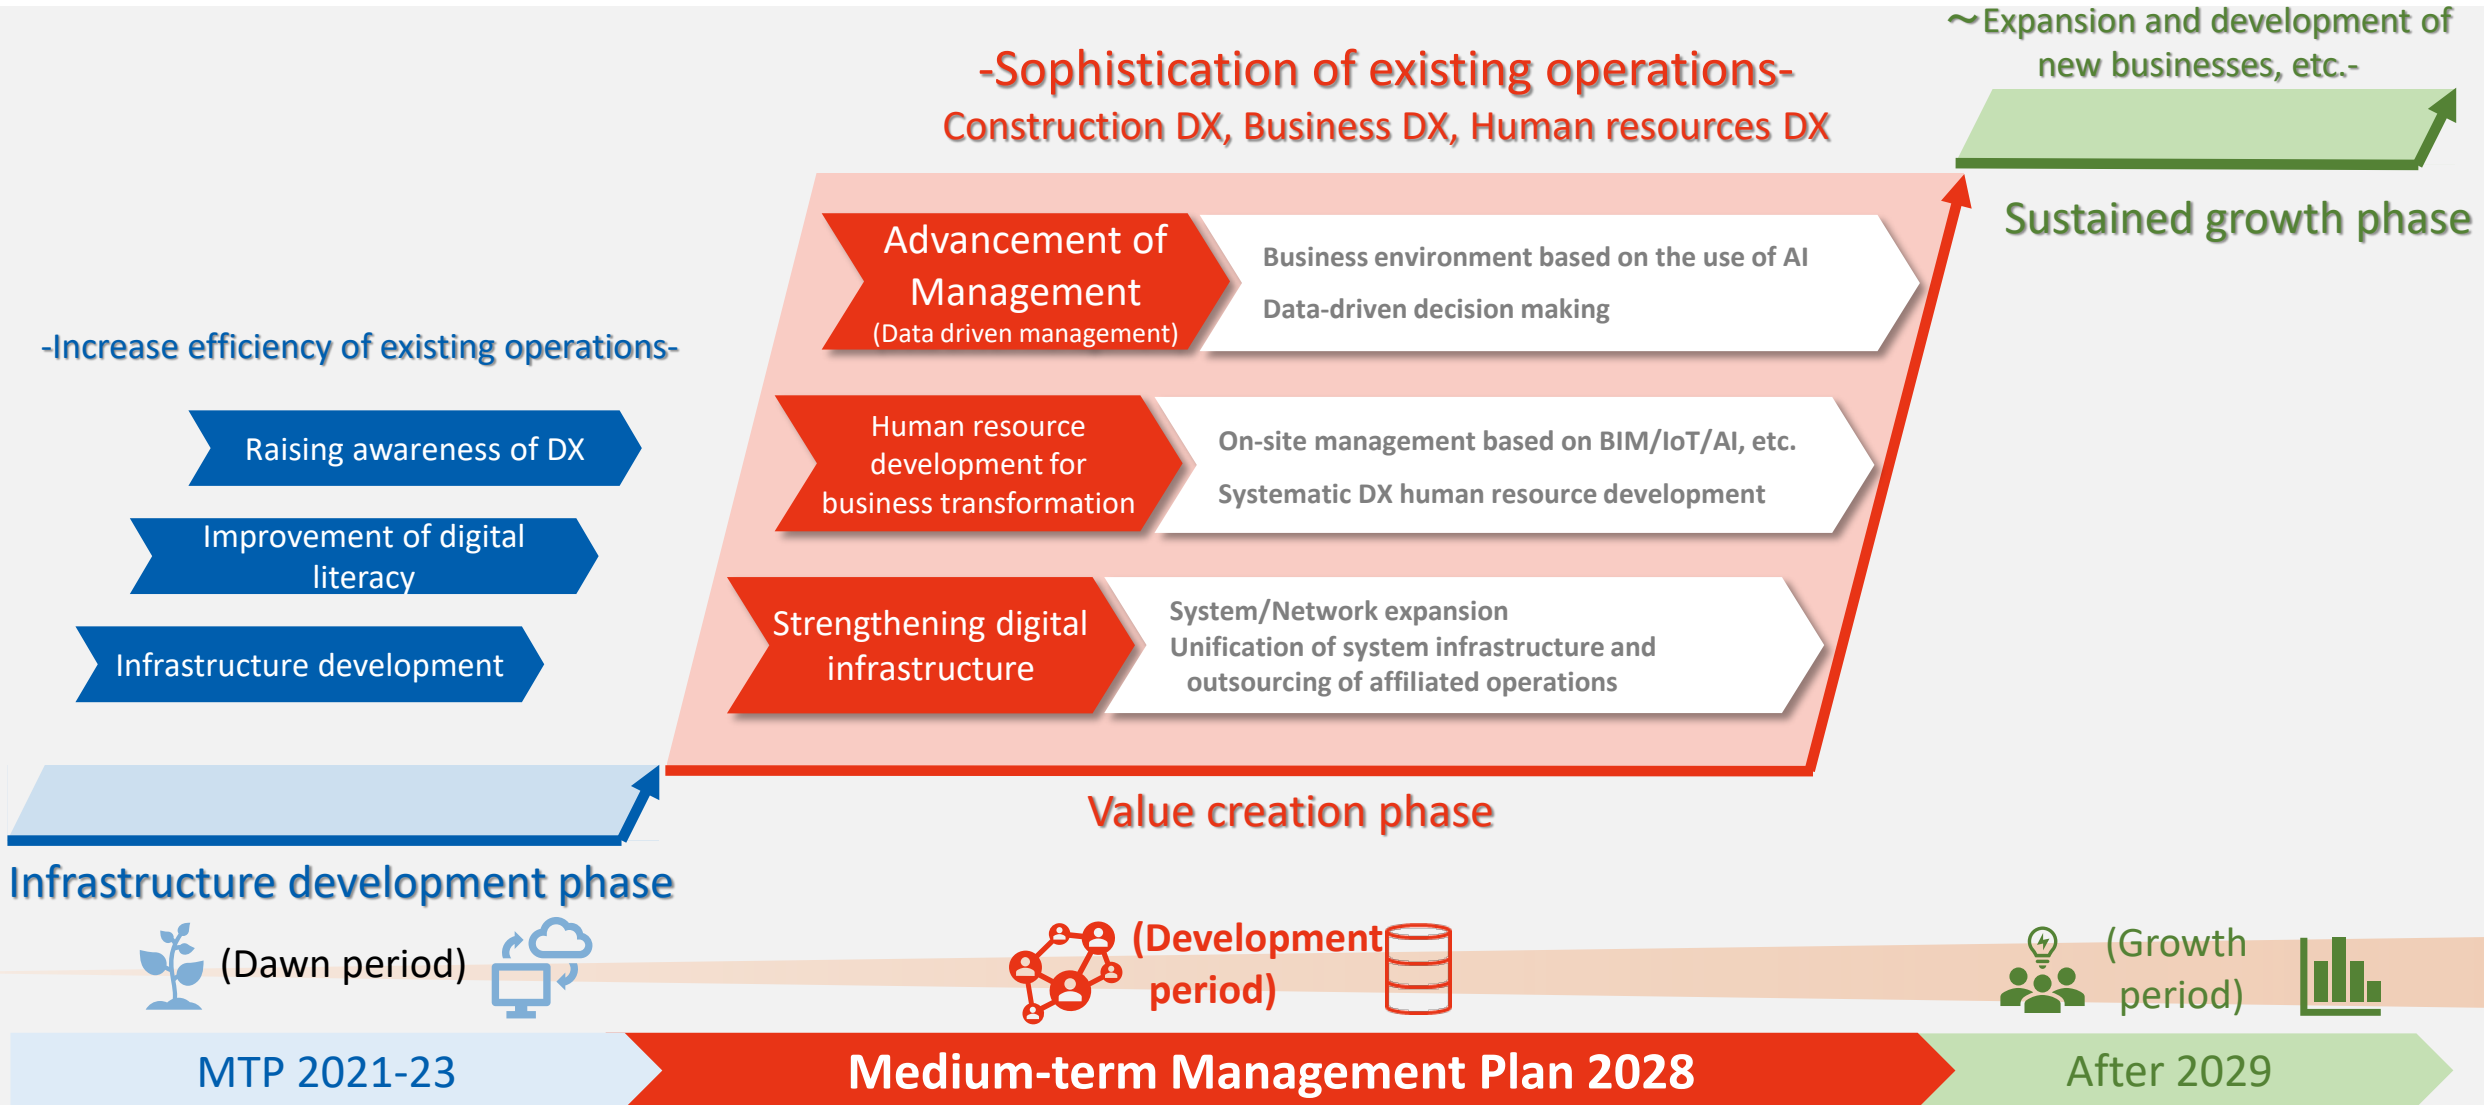 ～Expansion and development of
new businesses, etc.-
-Sophistication of existing operations-
Construction DX, Business DX, Human resources DX
Sustained growth phase
Advancement of
Management
(Data driven management)
Business environment based on the use of AI
Data-driven decision making
-Increase efficiency of existing operations-
Raising awareness of DX
Improvement of digital
literacy
Infrastructure development
Human resource
development for
business transformation
On-site management based on BIM/IoT/AI, etc.
Systematic DX human resource development
Strengthening digital
infrastructure
System/Network expansion
Unification of system infrastructure and
outsourcing of affiliated operations
Value creation phase
Infrastructure development phase
(Dawn period)
(Development
period)
(Growth
period)
MTP 2021-23
Medium-term Management Plan 2028
After 2029